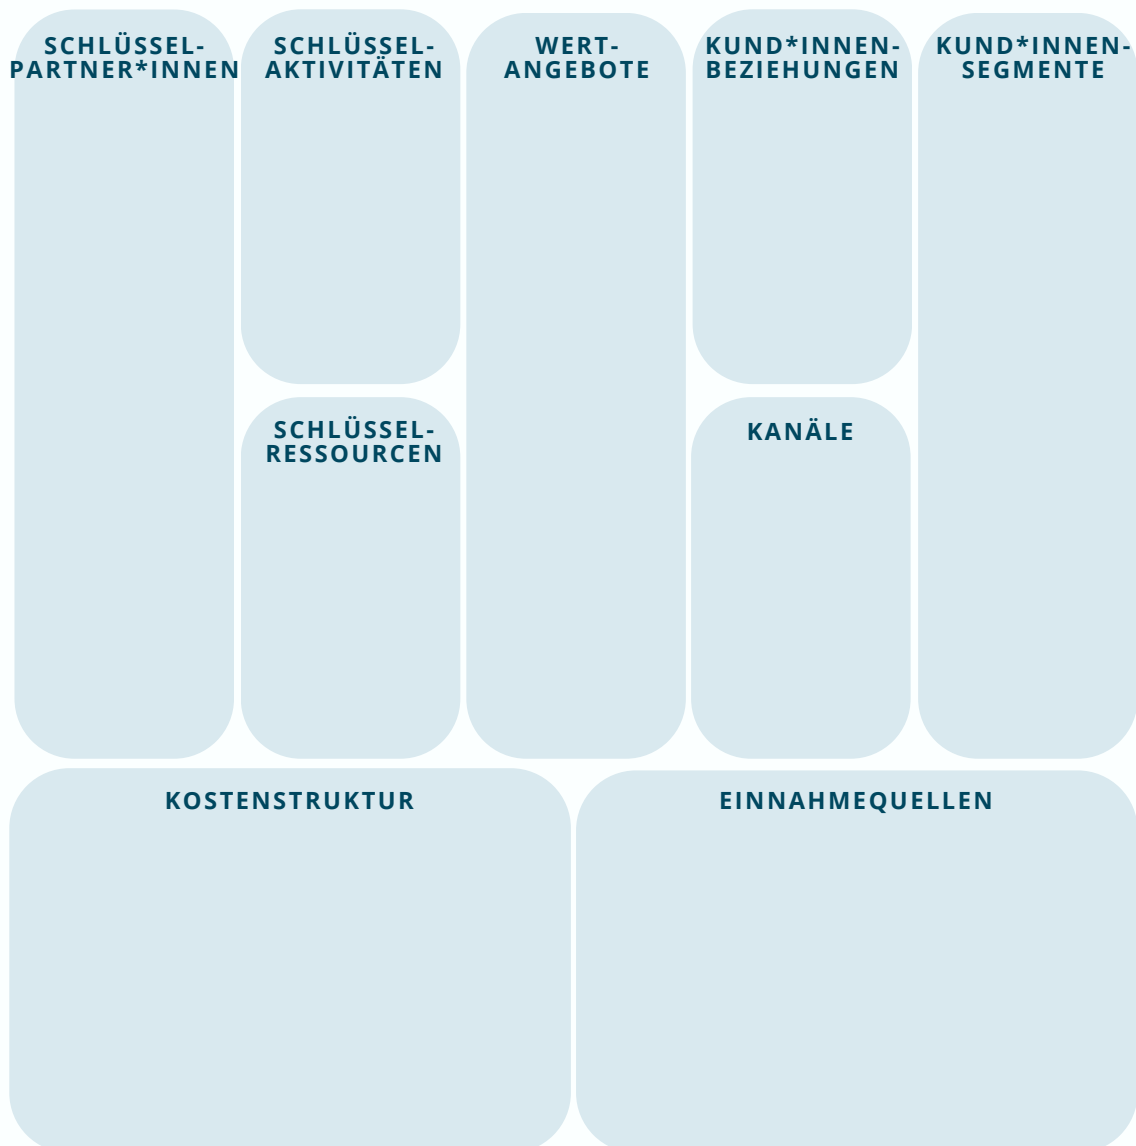 SCHLÜSSEL-
PARTNER*INNEN
SCHLÜSSEL-
AKTIVITÄTEN
SCHLÜSSEL-
RESSOURCEN
WERT-
ANGEBOTE
KUND*INNEN-
BEZIEHUNGEN
KANÄLE
KUND*INNEN-
SEGMENTE
KOSTENSTRUKTUR
EINNAHMEQUELLEN